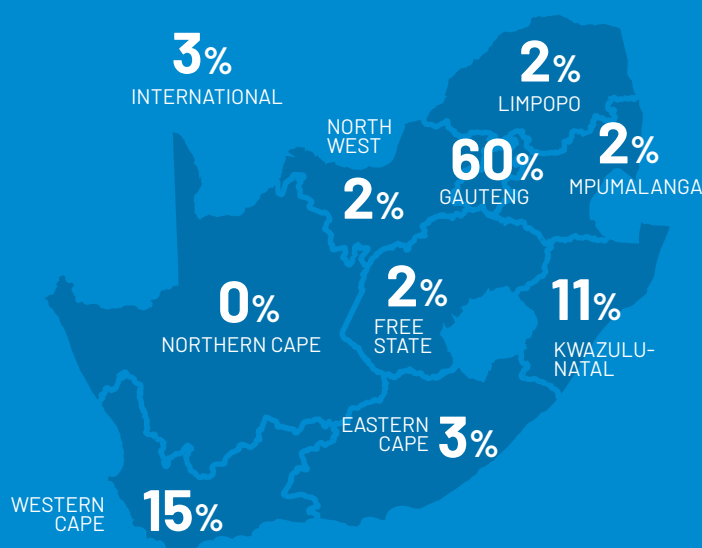 3%
INTERNATIONAL
2%
LIMPOPO
NORTH
WEST
2%
60%
GAUTENG
2%
MPUMALANGA
0%
NORTHERN CAPE
2%
FREE
STATE
11%
KWAZULU-
NATAL
EASTERN
CAPE
3%
WESTERN
CAPE
15%